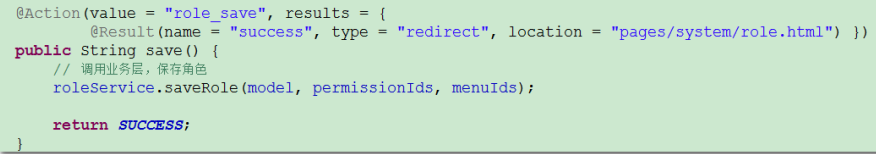 @Action(value = "role_save", results = {
@Result(name = "success", type = "redirect", location = "pages/system/role.html") })
public String save() {
// 调用业务层，保存角色
roleService.saveRole(model, permissionIds, menuIds);
return SUCCESS;
}